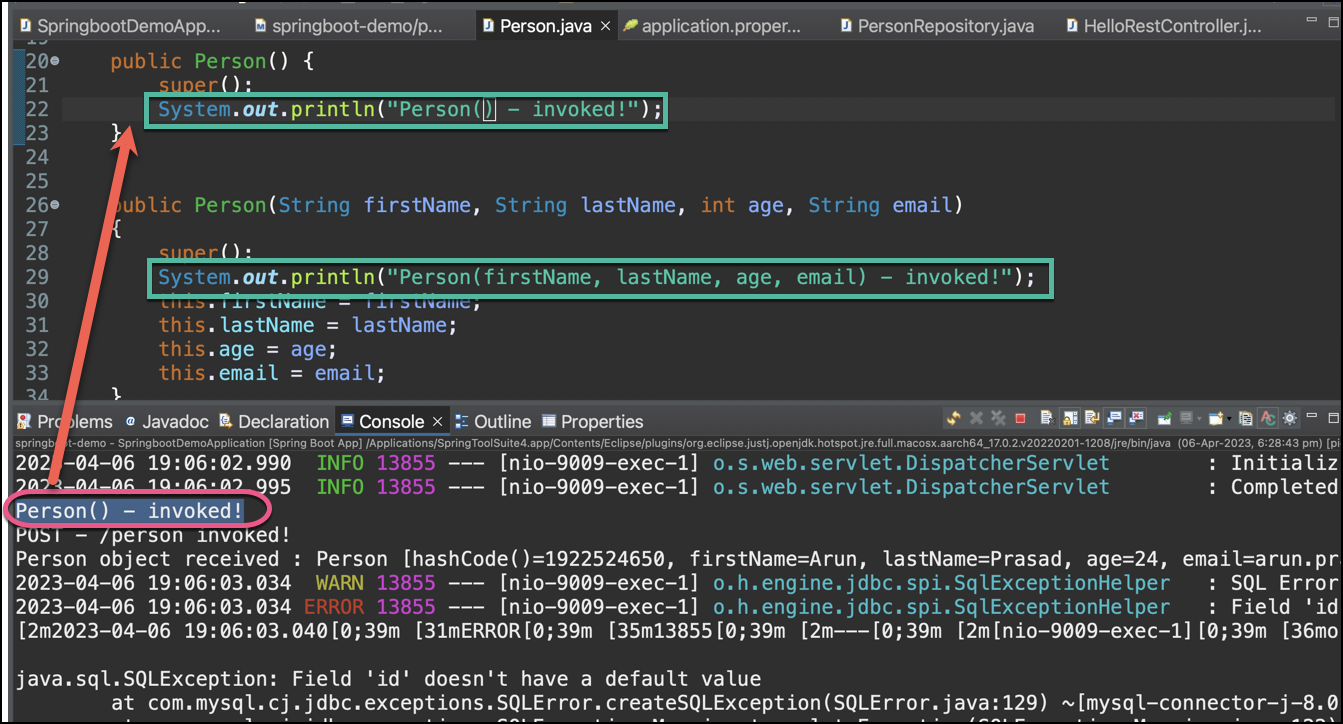 SpringbootDemoApp... springboot-demo/p... Person.java × application.proper... PersonRepository.java HelloRestController.j...
20 public Person() {
21 super();
22 System.out.println("Person() – invoked!");
23 }
24
25
26 public Person(String firstName, String lastName, int age, String email)
27 {
28 super();
29 System.out.println("Person(firstName, lastName, age, email) – invoked!");
30 this.firstName = firstName;
31 this.lastName = lastName;
32 this.age = age;
33 this.email = email;
34 }
Problems @ Javadoc Declaration Console × Outline Properties
springboot-demo - SpringbootDemoApplication [Spring Boot App] /Applications/SpringToolSuite4.app/Contents/Eclipse/plugins/org.eclipse.justj.openjdk.hotspot.jre.full.macosx.aarch64_17.0.2.v20220201-1208/jre/bin/java (06-Apr-2023, 6:28:43 pm) [pi
2023-04-06 19:06:02.990 INFO 13855 --- [nio-9009-exec-1] o.s.web.servlet.DispatcherServlet : Initializ
2023-04-06 19:06:02.995 INFO 13855 --- [nio-9009-exec-1] o.s.web.servlet.DispatcherServlet : Completed
Person() – invoked!
POST – /person invoked!
Person object received : Person [hashCode()=1922524650, firstName=Arun, lastName=Prasad, age=24, email=arun.pr
2023-04-06 19:06:03.034 WARN 13855 --- [nio-9009-exec-1] o.h.engine.jdbc.spi.SqlExceptionHelper : SQL Error
2023-04-06 19:06:03.034 ERROR 13855 --- [nio-9009-exec-1] o.h.engine.jdbc.spi.SqlExceptionHelper : Field 'id
[2m2023-04-06 19:06:03.040[0;39m [31mERROR[0;39m [35m13855[0;39m [2m---[0;39m [2m[nio-9009-exec-1][0;39m [36mo
java.sql.SQLException: Field 'id' doesn't have a default value
at com.mysql.cj.jdbc.exceptions.SQLError.createSQLException(SQLError.java:129) ~[mysql-connector-j-8.0